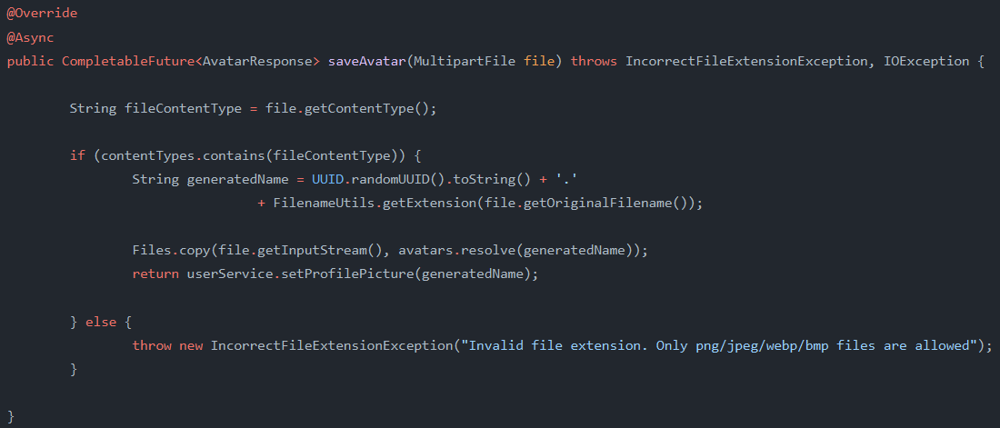 @Override
@Async
public CompletableFuture<AvatarResponse> saveAvatar(MultipartFile file) throws IncorrectFileExtensionException, IOException {
String fileContentType = file.getContentType();
if (contentTypes.contains(fileContentType)) {
String generatedName = UUID.randomUUID().toString() + '.'
+ FilenameUtils.getExtension(file.getOriginalFilename());
Files.copy(file.getInputStream(), avatars.resolve(generatedName));
return userService.setProfilePicture(generatedName);
} else {
throw new IncorrectFileExtensionException("Invalid file extension. Only png/jpeg/webp/bmp files are allowed");
}
}